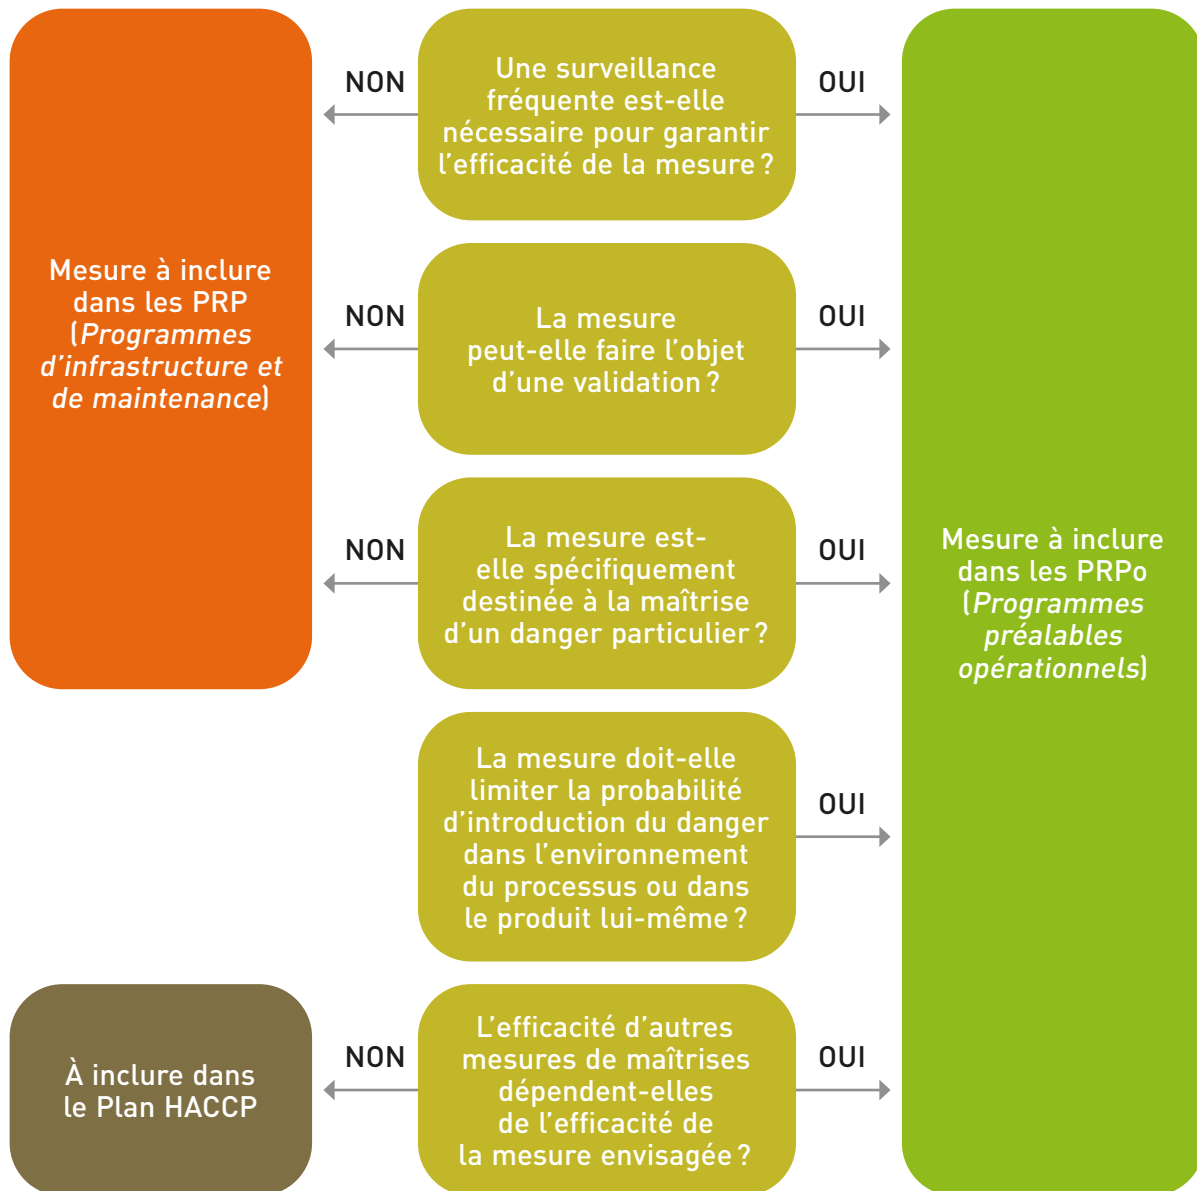 NON
Une surveillance
fréquente est-elle
nécessaire pour garantir
l’efficacité de la mesure ?
OUI
Mesure à inclure
dans les PRP
(Programmes
d’infrastructure et
de maintenance)
NON
La mesure
peut-elle faire l’objet
d’une validation ?
OUI
NON
La mesure est-
elle spécifiquement
destinée à la maîtrise
d’un danger particulier ?
OUI
Mesure à inclure
dans les PRPo
(Programmes
préalables
opérationnels)
La mesure doit-elle
limiter la probabilité
d’introduction du danger
dans l’environnement
du processus ou dans
le produit lui-même ?
OUI
À inclure dans
le Plan HACCP
NON
L’efficacité d’autres
mesures de maîtrises
dépendent-elles
de l’efficacité de
la mesure envisagée ?
OUI